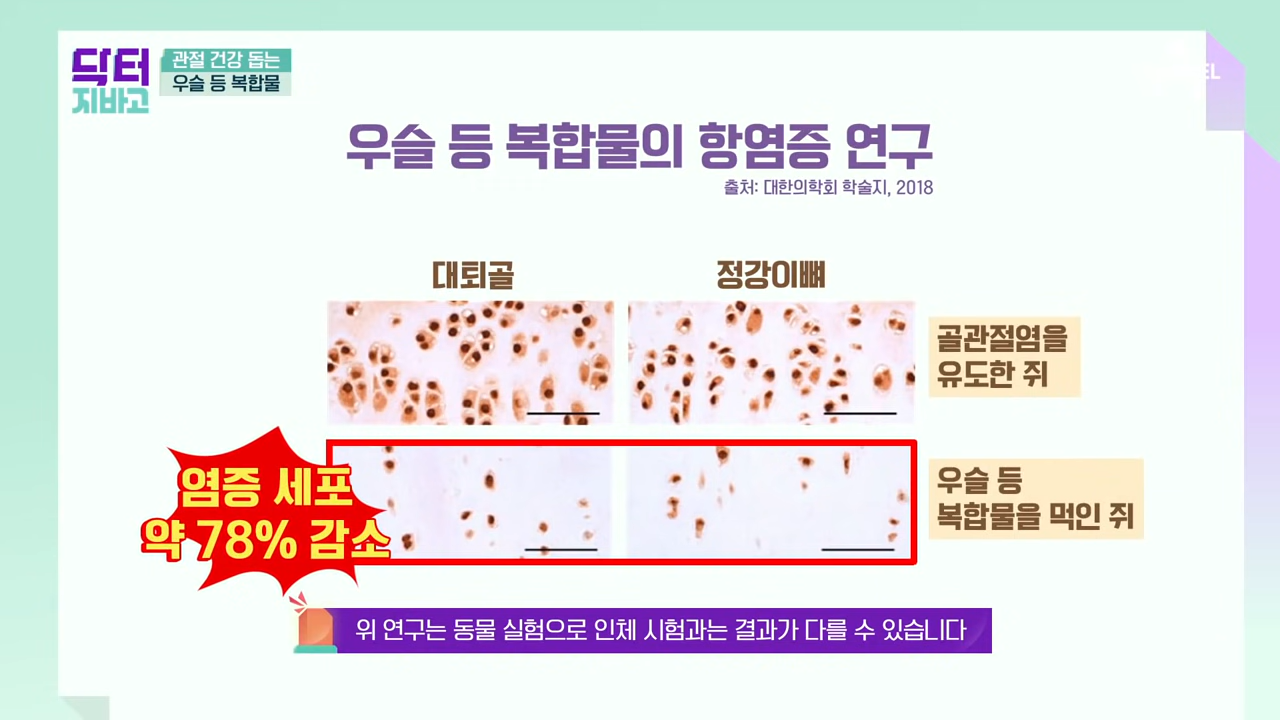 닥터
지바고
관절 건강 돕는
우슬 등 복합물
우슬 등 복합물의 항염증 연구
출처: 대한의학회 학술지, 2018
대퇴골
정강이뼈
골관절염을
유도한 쥐
염증 세포
약 78% 감소
우슬 등
복합물을 먹인 쥐
위 연구는 동물 실험으로 인체 시험과는 결과가 다를 수 있습니다